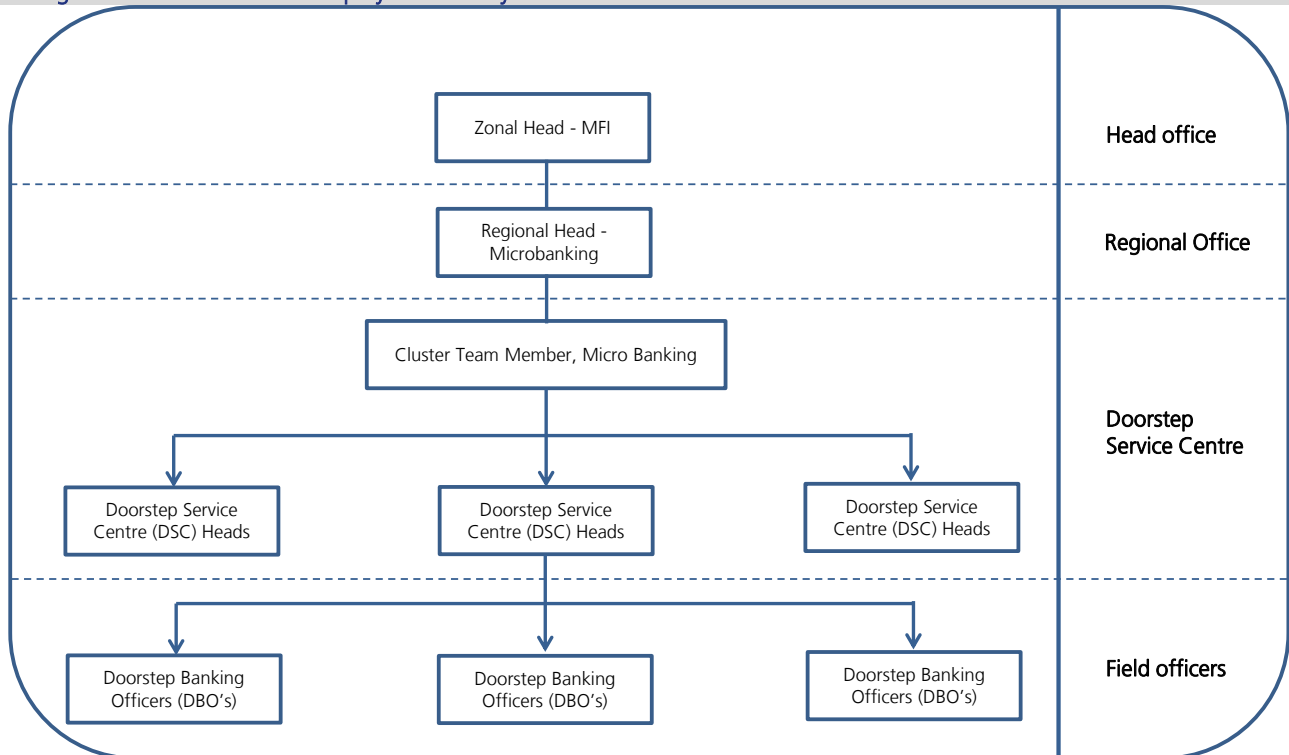 Zonal Head - MFI
Head office
Regional Head -
Microbanking
Regional Office
Cluster Team Member, Micro Banking
Doorstep
Service Centre
Doorstep Service
Centre (DSC) Heads
Doorstep Service
Centre (DSC) Heads
Doorstep Service
Centre (DSC) Heads
Doorstep Banking
Officers (DBO’s)
Doorstep Banking
Officers (DBO’s)
Doorstep Banking
Officers (DBO’s)
Field officers